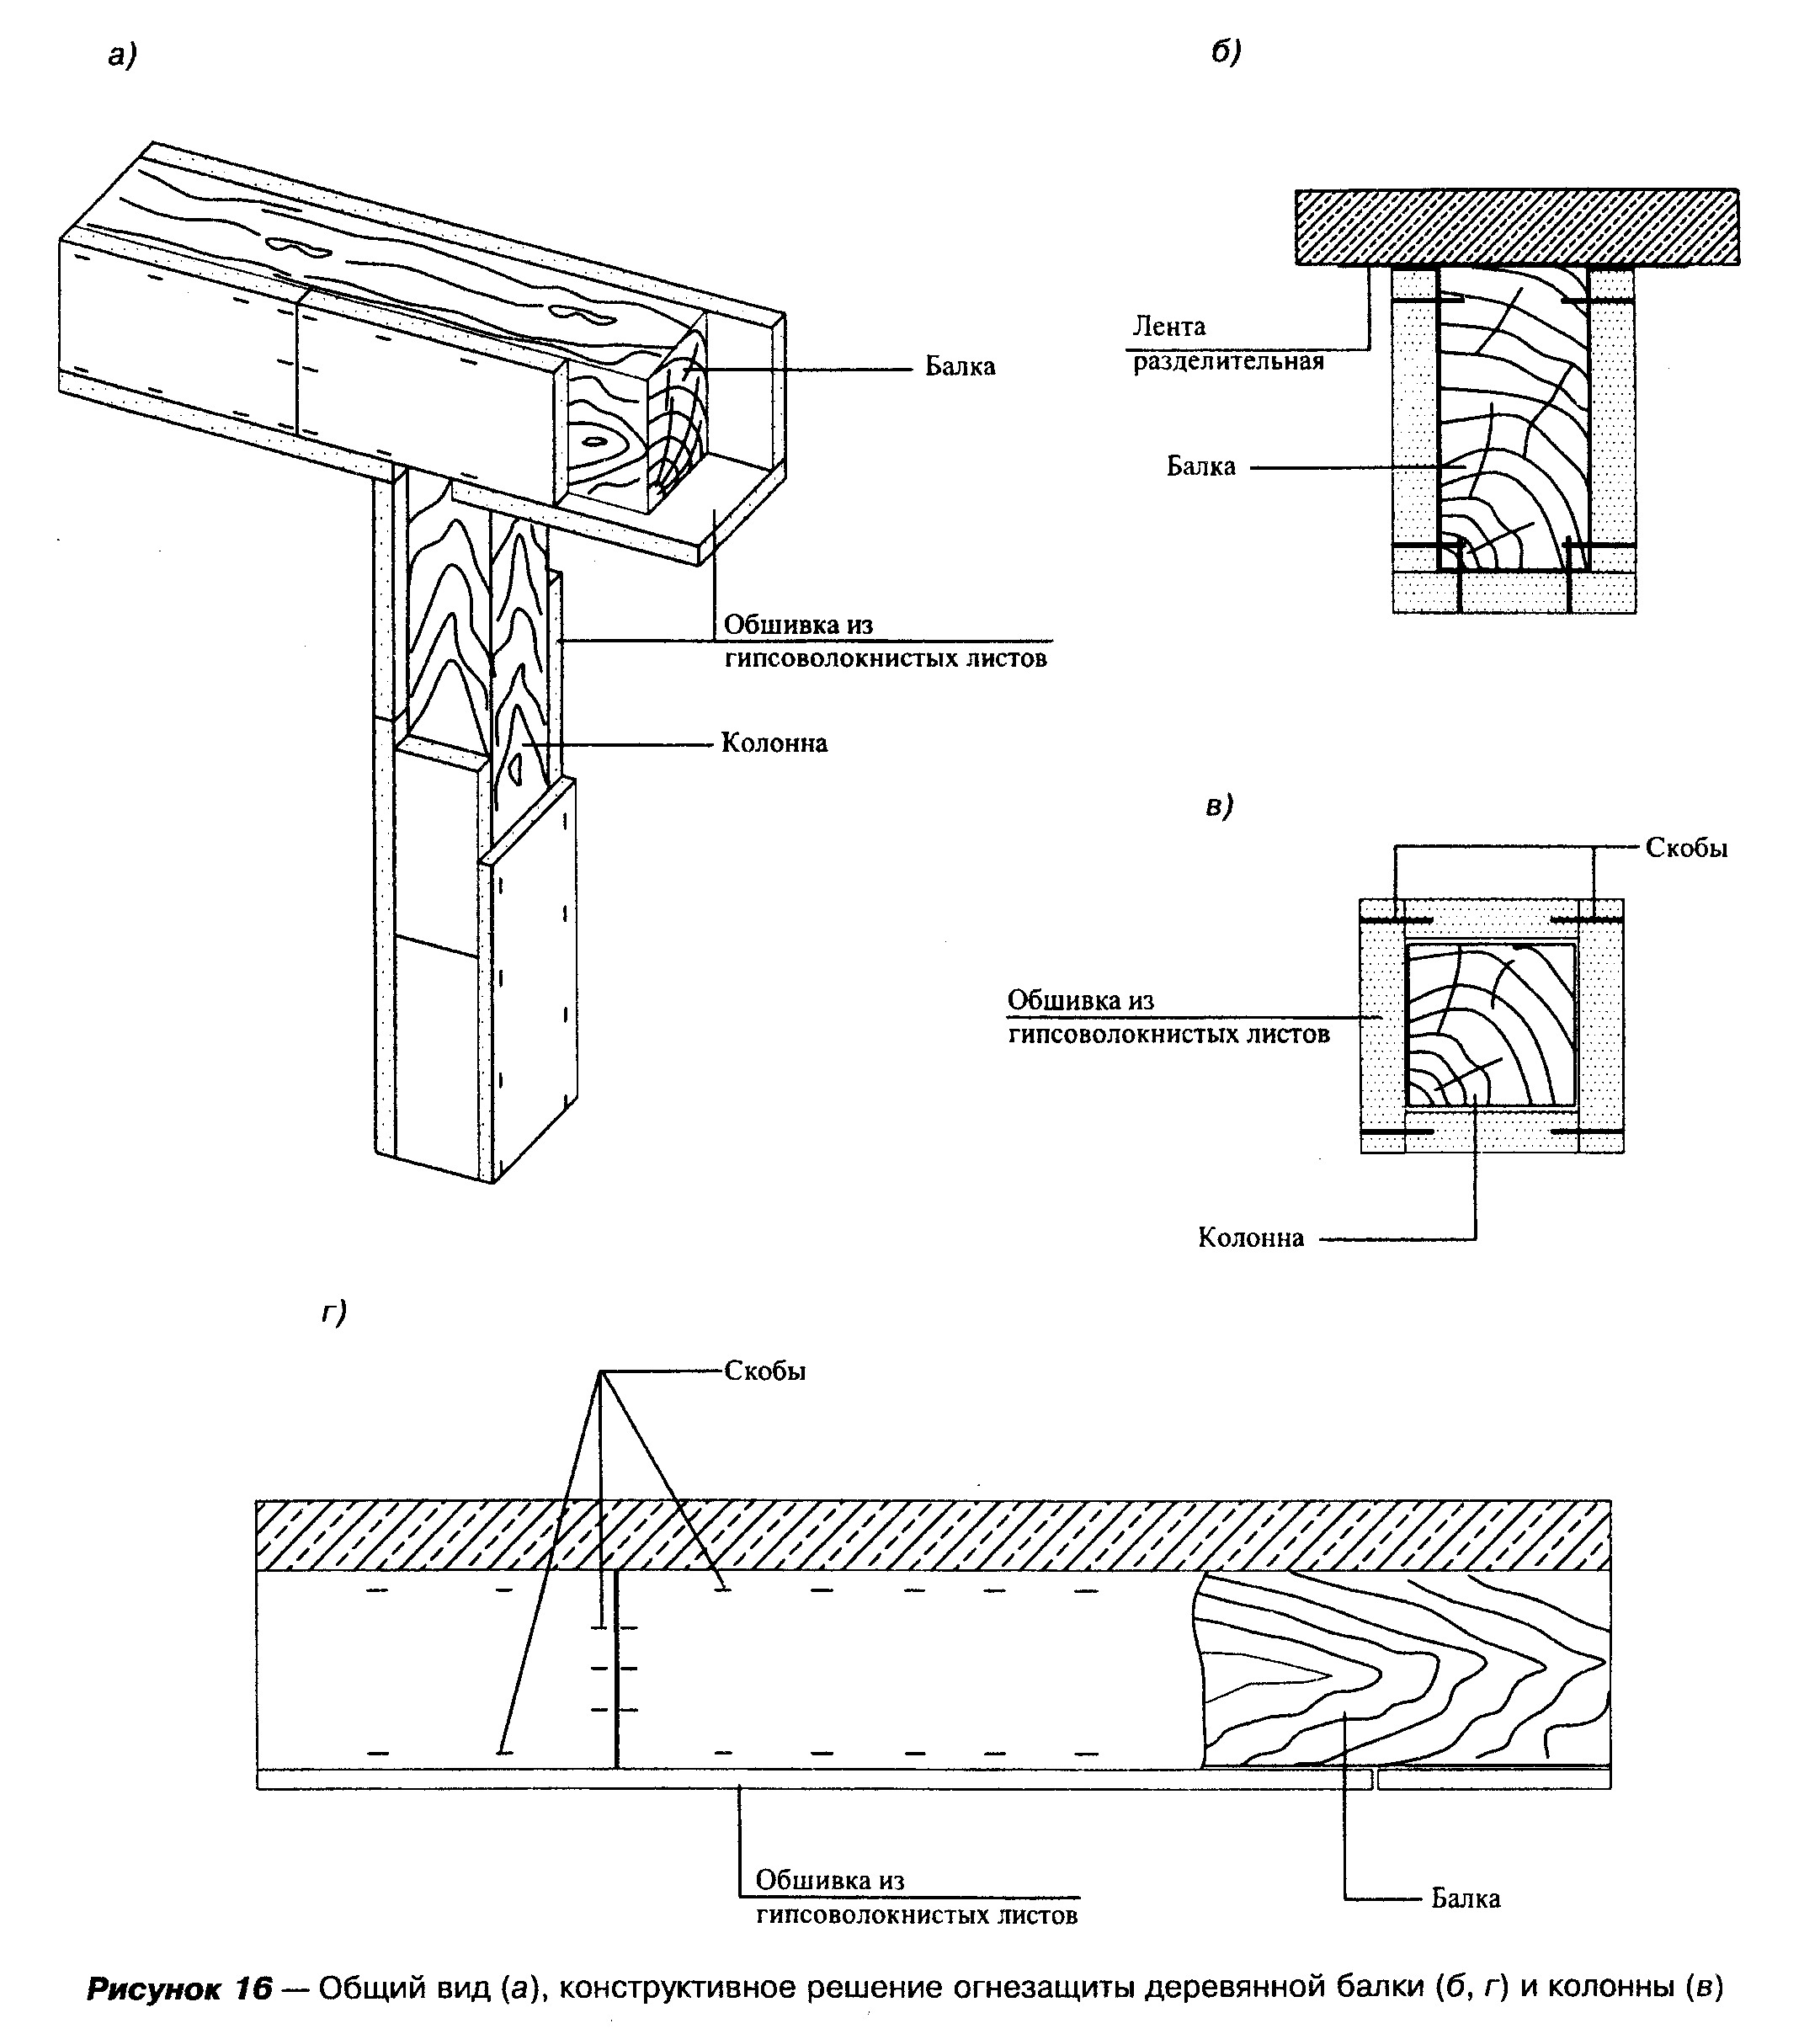 а)
Балка
Обшивка из
гипсоволокнистых листов
Колонна
б)
Лента
разделительная
Балка
в)
Скобы
Обшивка из
гипсоволокнистых листов
Колонна
г)
Скобы
Обшивка из
гипсоволокнистых листов
Балка
Рисунок 16 — Общий вид (а), конструктивное решение огнезащиты деревянной балки (б, г) и колонны (в)